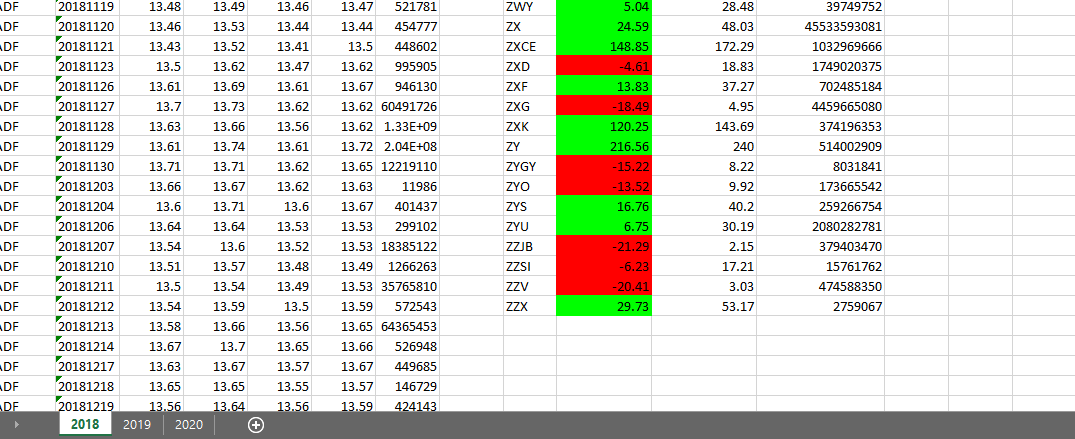 ADF 20181119 13.48 13.49 13.46 13.47 521781 ZWY 5.04 28.48 39749752
ADF 20181120 13.46 13.53 13.44 13.44 454777 ZX 24.59 48.03 45533593081
ADF 20181121 13.43 13.52 13.41 13.5 448602 ZXCE 148.85 172.29 1032969666
ADF 20181123 13.5 13.62 13.47 13.62 995905 ZXD -4.61 18.83 1749020375
ADF 20181126 13.61 13.69 13.61 13.67 946130 ZXF 13.83 37.27 702485184
ADF 20181127 13.7 13.73 13.62 13.62 60491726 ZXG -18.49 4.95 4459665080
ADF 20181128 13.63 13.66 13.56 13.62 1.33E+09 ZXK 120.25 143.69 374196353
ADF 20181129 13.61 13.74 13.61 13.72 2.04E+08 ZY 216.56 240 514002909
ADF 20181130 13.71 13.71 13.62 13.65 12219110 ZYGY -15.22 8.22 8031841
ADF 20181203 13.66 13.67 13.62 13.63 11986 ZYO -13.52 9.92 173665542
ADF 20181204 13.6 13.71 13.6 13.67 401437 ZYS 16.76 40.2 259266754
ADF 20181206 13.64 13.64 13.53 13.53 299102 ZYU 6.75 30.19 2080282781
ADF 20181207 13.54 13.6 13.52 13.53 18385122 ZZJB -21.29 2.15 379403470
ADF 20181210 13.51 13.57 13.48 13.49 1266263 ZZSI -6.23 17.21 15761762
ADF 20181211 13.5 13.54 13.49 13.53 35765810 ZZV -20.41 3.03 474588350
ADF 20181212 13.54 13.59 13.5 13.59 572543 ZZX 29.73 53.17 2759067
ADF 20181213 13.58 13.66 13.56 13.65 64365453
ADF 20181214 13.67 13.7 13.65 13.66 526948
ADF 20181217 13.63 13.67 13.57 13.67 449685
ADF 20181218 13.65 13.65 13.55 13.57 146729
ADF 20181219 13.56 13.64 13.56 13.59 424143
2018 2019 2020